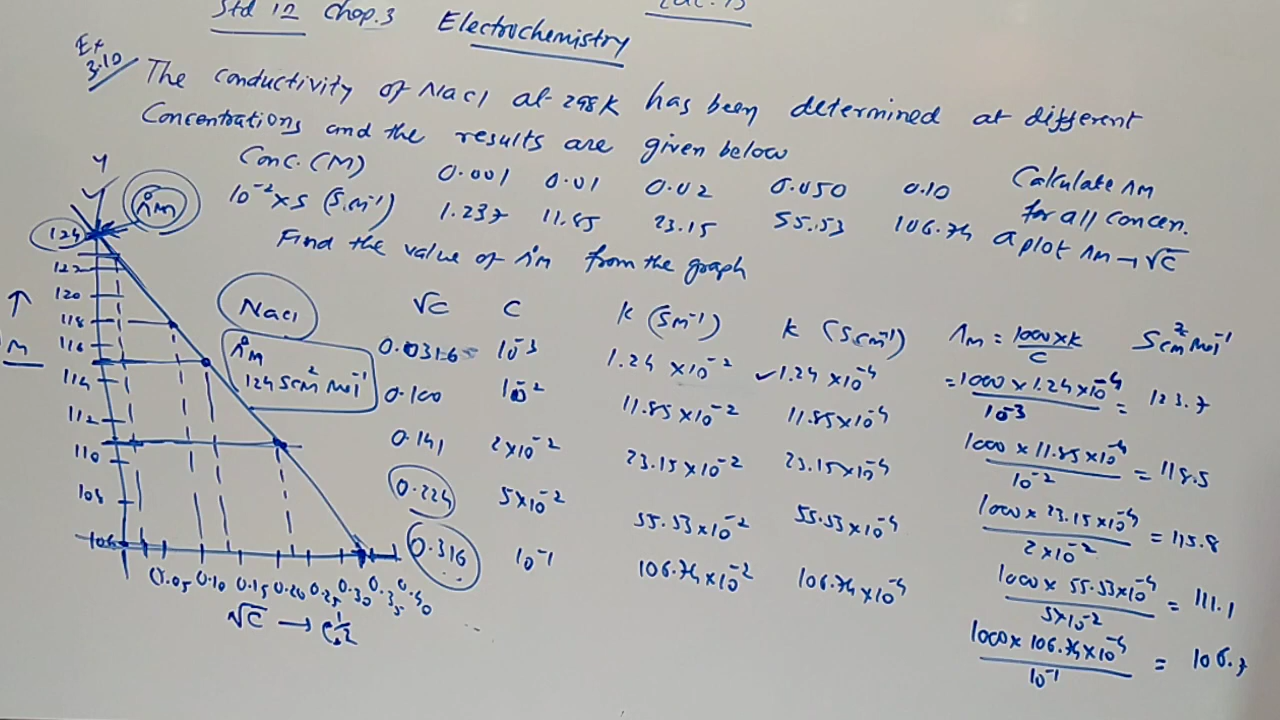 Std 12 Chap.3
Electrochemistry
Ex 3.10
The conductivity of NaCl at 298K has been determined at different
Concentrations and the results are given below
Conc. (M) 0.001 0.01 0.02 0.050 0.10
10⁻² × S (S.m⁻¹) 1.237 11.85 23.15 55.53 106.74
Calculate Λm
for all concen.
a plot Λm → √C
Find the value of Λ°m from the graph
Y
Λ°m
124
122
120
118
116
114
112
110
108
106
↑
M
NaCl
Λ°m
124 Scm² mol⁻¹
0.05 0.10 0.15 0.20 0.25 0.30 0.35 0.40
√C → C^1/2
√C C K (Sm⁻¹) K (Scm⁻¹) Λm = 1000×K / C Scm² mol⁻¹
0.0316 10⁻³ 1.24 × 10⁻² ✓1.24 × 10⁻⁴ = 1000 × 1.24×10⁻⁴ / 10⁻³ = 123.7
0.100 10⁻² 11.85 × 10⁻² 11.85×10⁻⁴ 1000 × 11.85×10⁻⁴ / 10⁻² = 118.5
0.141 2×10⁻² 23.15 × 10⁻² 23.15×10⁻⁴ 1000 × 23.15×10⁻⁴ / 2×10⁻² = 115.8
0.224 5×10⁻² 55.53 × 10⁻² 55.53×10⁻⁴ 1000 × 55.53×10⁻⁴ / 5×10⁻² = 111.1
0.316 10⁻¹ 106.74 × 10⁻² 106.74×10⁻⁴ 1000× 106.74×10⁻⁴ / 10⁻¹ = 106.7